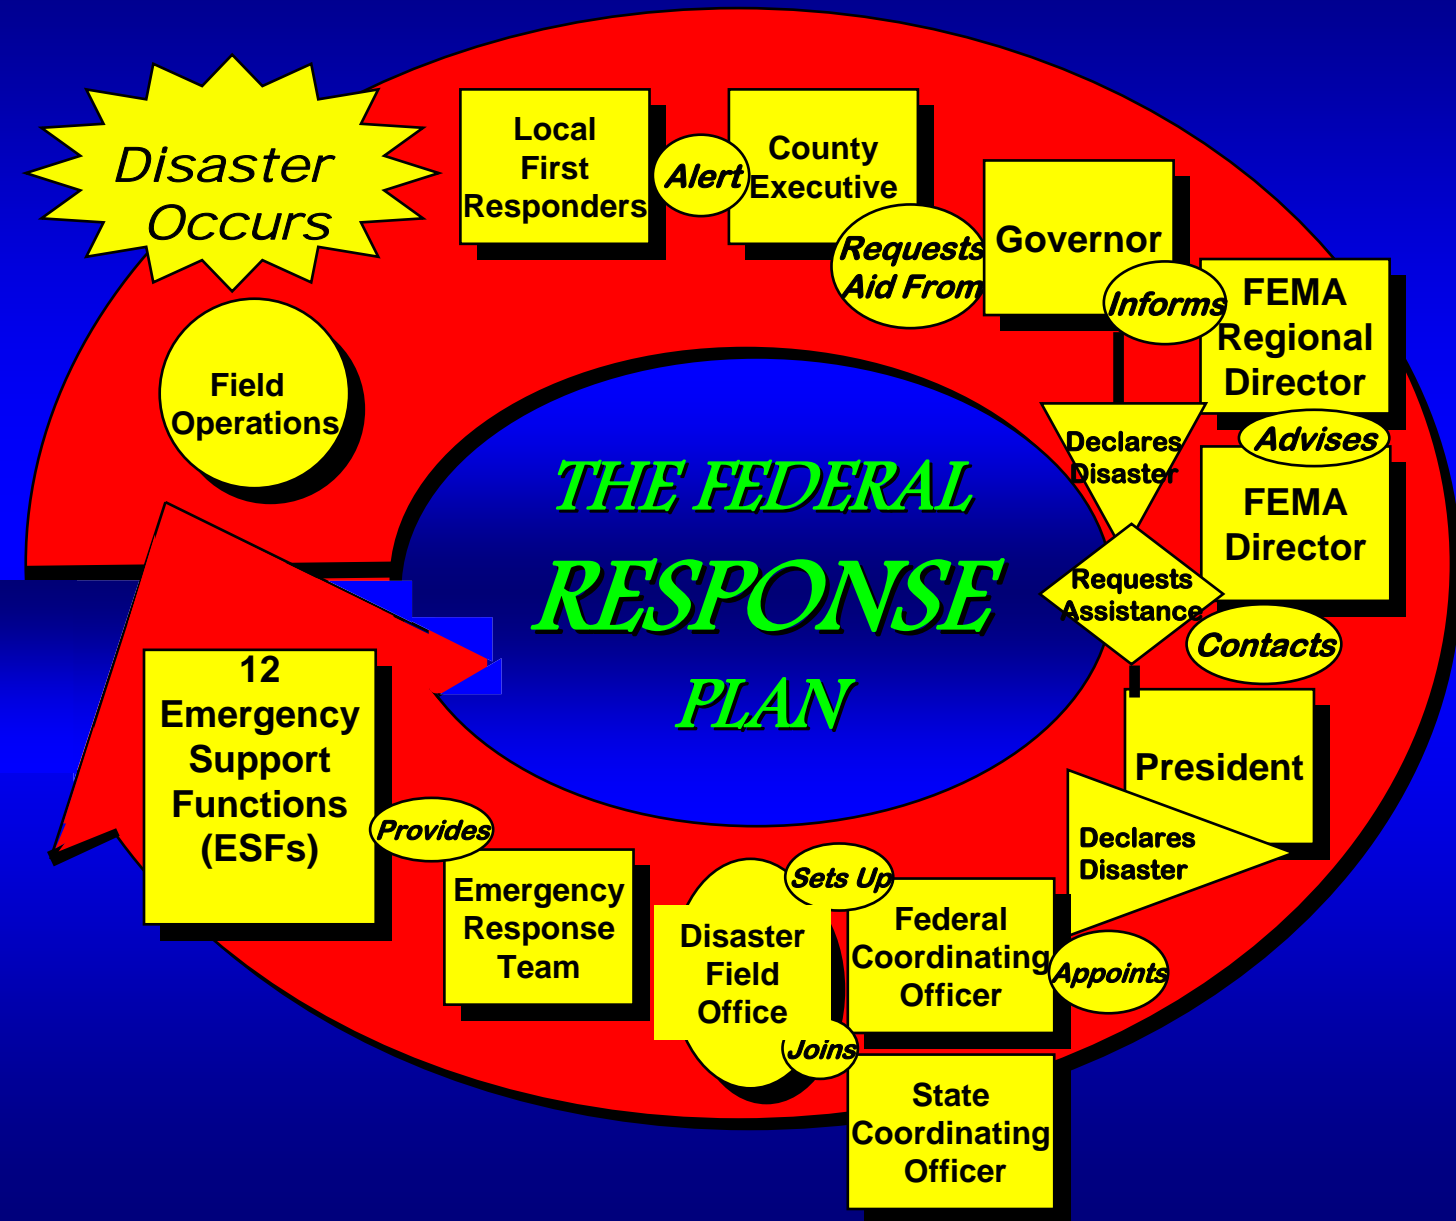 Disaster
Occurs
Local
First
Responders
Alert
County
Executive
Requests
Aid From
Governor
Informs
FEMA
Regional
Director
Advises
FEMA
Director
Contacts
Declares
Disaster
Requests
Assistance
President
Declares
Disaster
Appoints
Federal
Coordinating
Officer
Sets Up
Disaster
Field
Office
Joins
State
Coordinating
Officer
Emergency
Response
Team
Provides
12
Emergency
Support
Functions
(ESFs)
Field
Operations
THE FEDERAL
RESPONSE
PLAN